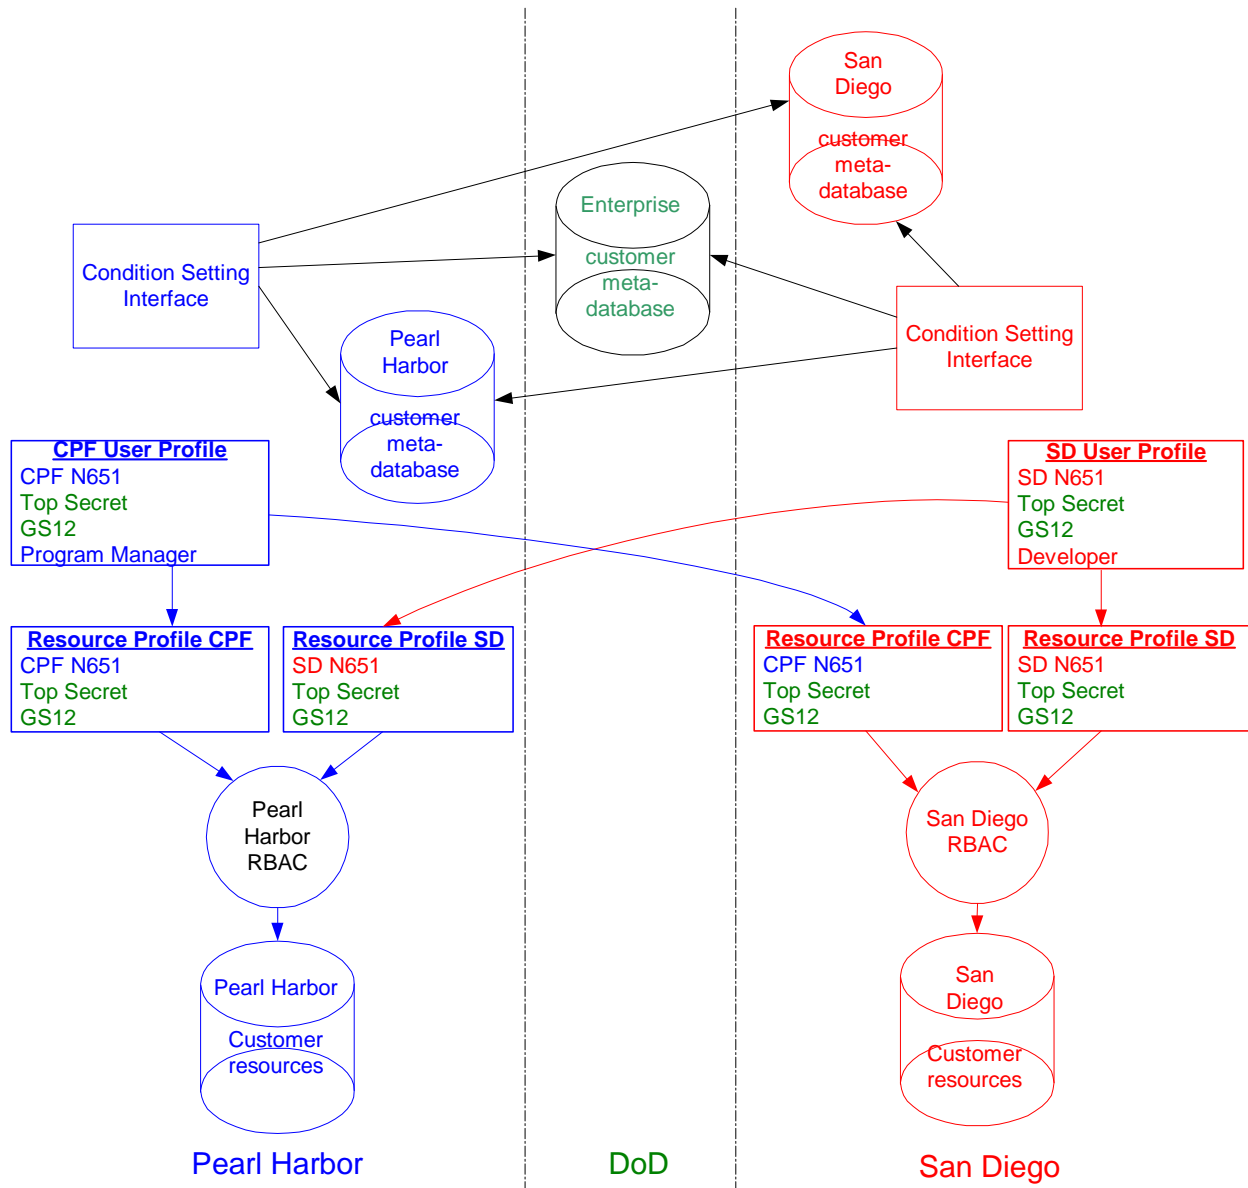 San
Diego
customer
meta-
database
Enterprise
customer
meta-
database
Condition Setting
Interface
Pearl
Harbor
customer
meta-
database
Condition Setting
Interface
CPF User Profile
CPF N651
Top Secret
GS12
Program Manager
SD User Profile
SD N651
Top Secret
GS12
Developer
Resource Profile CPF
CPF N651
Top Secret
GS12
Resource Profile SD
SD N651
Top Secret
GS12
Resource Profile CPF
CPF N651
Top Secret
GS12
Resource Profile SD
SD N651
Top Secret
GS12
Pearl
Harbor
RBAC
San Diego
RBAC
Pearl Harbor
Customer
resources
San
Diego
Customer
resources
Pearl Harbor
DoD
San Diego